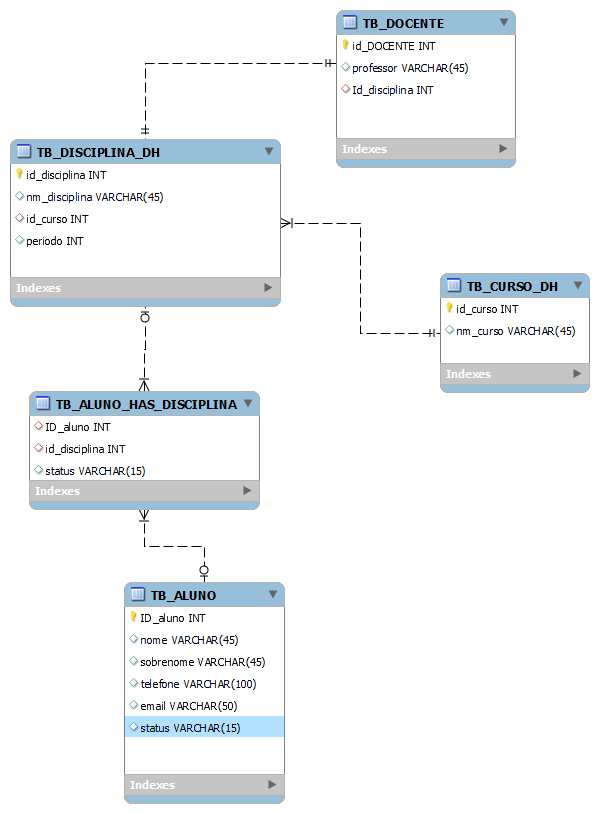 TB_DOCENTE
id_DOCENTE INT
professor VARCHAR(45)
Id_disciplina INT
Indexes
TB_DISCIPLINA_DH
id_disciplina INT
nm_disciplina VARCHAR(45)
id_curso INT
periodo INT
Indexes
TB_CURSO_DH
id_curso INT
nm_curso VARCHAR(45)
Indexes
TB_ALUNO_HAS_DISCIPLINA
ID_aluno INT
id_disciplina INT
status VARCHAR(15)
Indexes
TB_ALUNO
ID_aluno INT
nome VARCHAR(45)
sobrenome VARCHAR(45)
telefone VARCHAR(100)
email VARCHAR(50)
status VARCHAR(15)
Indexes